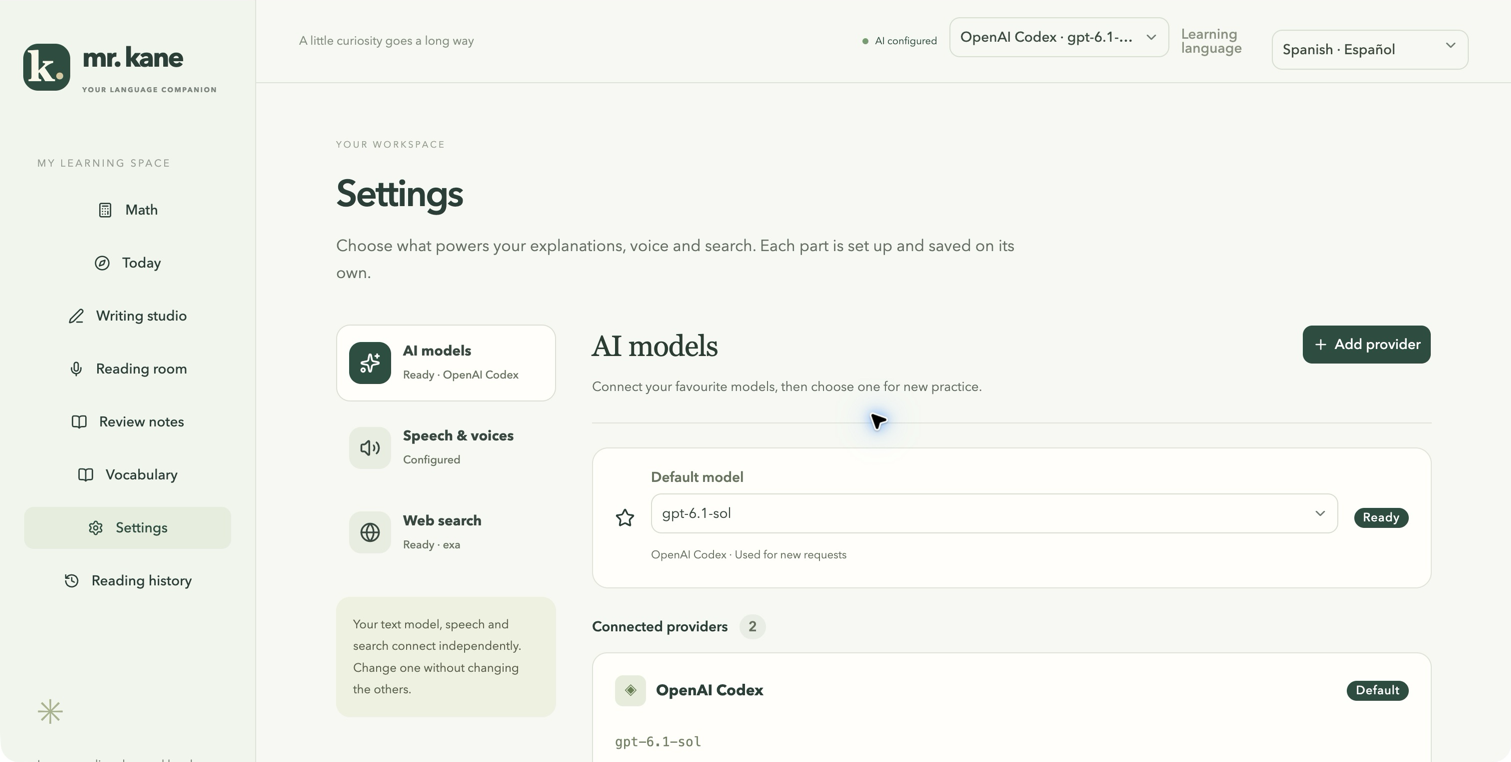 k.
mr. kane
YOUR LANGUAGE COMPANION
MY LEARNING SPACE
Math
Today
Writing studio
Reading room
Review notes
Vocabulary
Settings
Reading history
A little curiosity goes a long way
AI configured
OpenAI Codex · gpt-6.1-...
Learning
language
Spanish · Español
YOUR WORKSPACE
Settings
Choose what powers your explanations, voice and search. Each part is set up and saved on its
own.
AI models
Ready · OpenAI Codex
Speech & voices
Configured
Web search
Ready · exa
Your text model, speech and
search connect independently.
Change one without changing
the others.
AI models
Add provider
Connect your favourite models, then choose one for new practice.
Default model
gpt-6.1-sol
Ready
OpenAI Codex · Used for new requests
Connected providers 2
OpenAI Codex
Default
gpt-6.1-sol